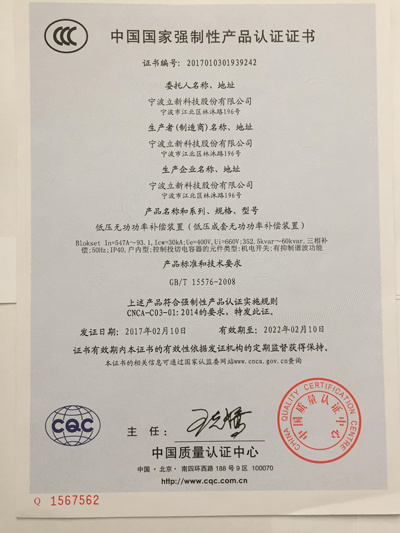 CCC
中国国家强制性产品认证证书
证书编号: 2017010301939242
委托人名称、地址
宁波立新科技股份有限公司
宁波市江北区林沐路196号
生产者(制造商)名称、地址
宁波立新科技股份有限公司
宁波市江北区林沐路196号
生产企业名称、地址
宁波立新科技股份有限公司
宁波市江北区林沐路196号
产品名称和系列、规格、型号
低压无功功率补偿装置（低压成套无功功率补偿装置）
Blokset In=547A～93.1,Icw=30kA;Ue=400V,Ui=660V;352.5kvar～60kvar,三相补
偿;50Hz;IP40,户内型;控制投切电容器的元件类型:机电开关;有抑制谐波功能
产品标准和技术要求
GB/T 15576-2008
上述产品符合强制性产品认证实施规则
CNCA-C03-01:2014的要求，特发此证。
发证日期: 2017年02月10日 有效期至: 2022年02月10日
证书有效期内本证书的有效性依据发证机构的定期监督获得保持。
本证书的相关信息可通过国家认监委网站www.cnca.gov.cn查询
CQC
主任:
CHINA QUALITY CERTIFICATION CENTRE
中国质量认证中心
中国质量认证中心
中国·北京·南四环西路188号9区 100070
http://www.cqc.com.cn
Q 1567562